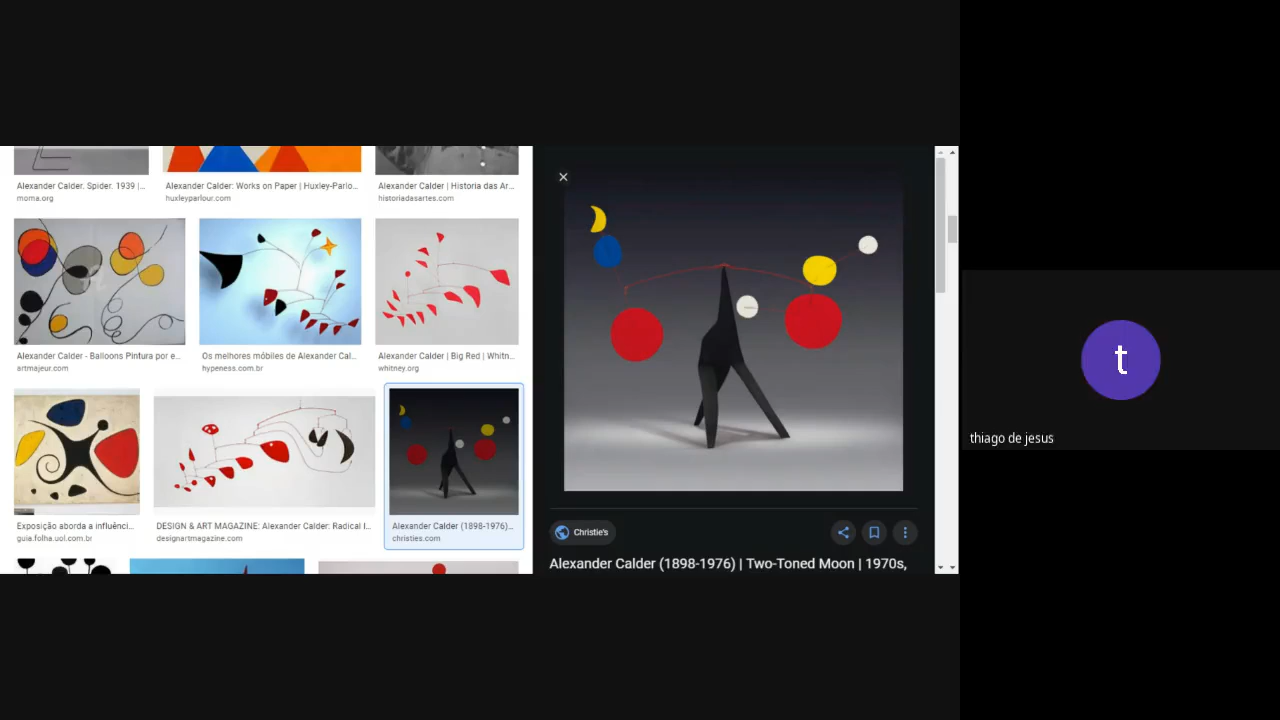 Alexander Calder. Spider. 1939 |...
moma.org
Alexander Calder: Works on Paper | Huxley-Parlo...
huxleyparlour.com
Alexander Calder | Historia das Ar...
historiadasartes.com
Alexander Calder - Balloons Pintura por e...
artmajeur.com
Os melhores móbiles de Alexander Cal...
hypeness.com.br
Alexander Calder | Big Red | Whitn...
whitney.org
Exposição aborda a influênci...
guia.folha.uol.com.br
DESIGN & ART MAGAZINE: Alexander Calder: Radical I...
designartmagazine.com
Alexander Calder (1898-1976)...
christies.com
Christie's
Alexander Calder (1898-1976) | Two-Toned Moon | 1970s,
t
thiago de jesus